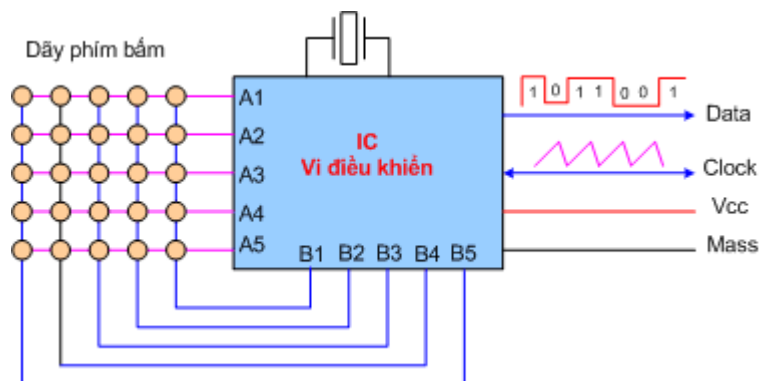 Dãy phím bấm
A1
A2
A3
A4
A5
IC
Vi điều khiển
B1 B2 B3 B4 B5
1 0 1 1 0 0 1
Data
Clock
Vcc
Mass